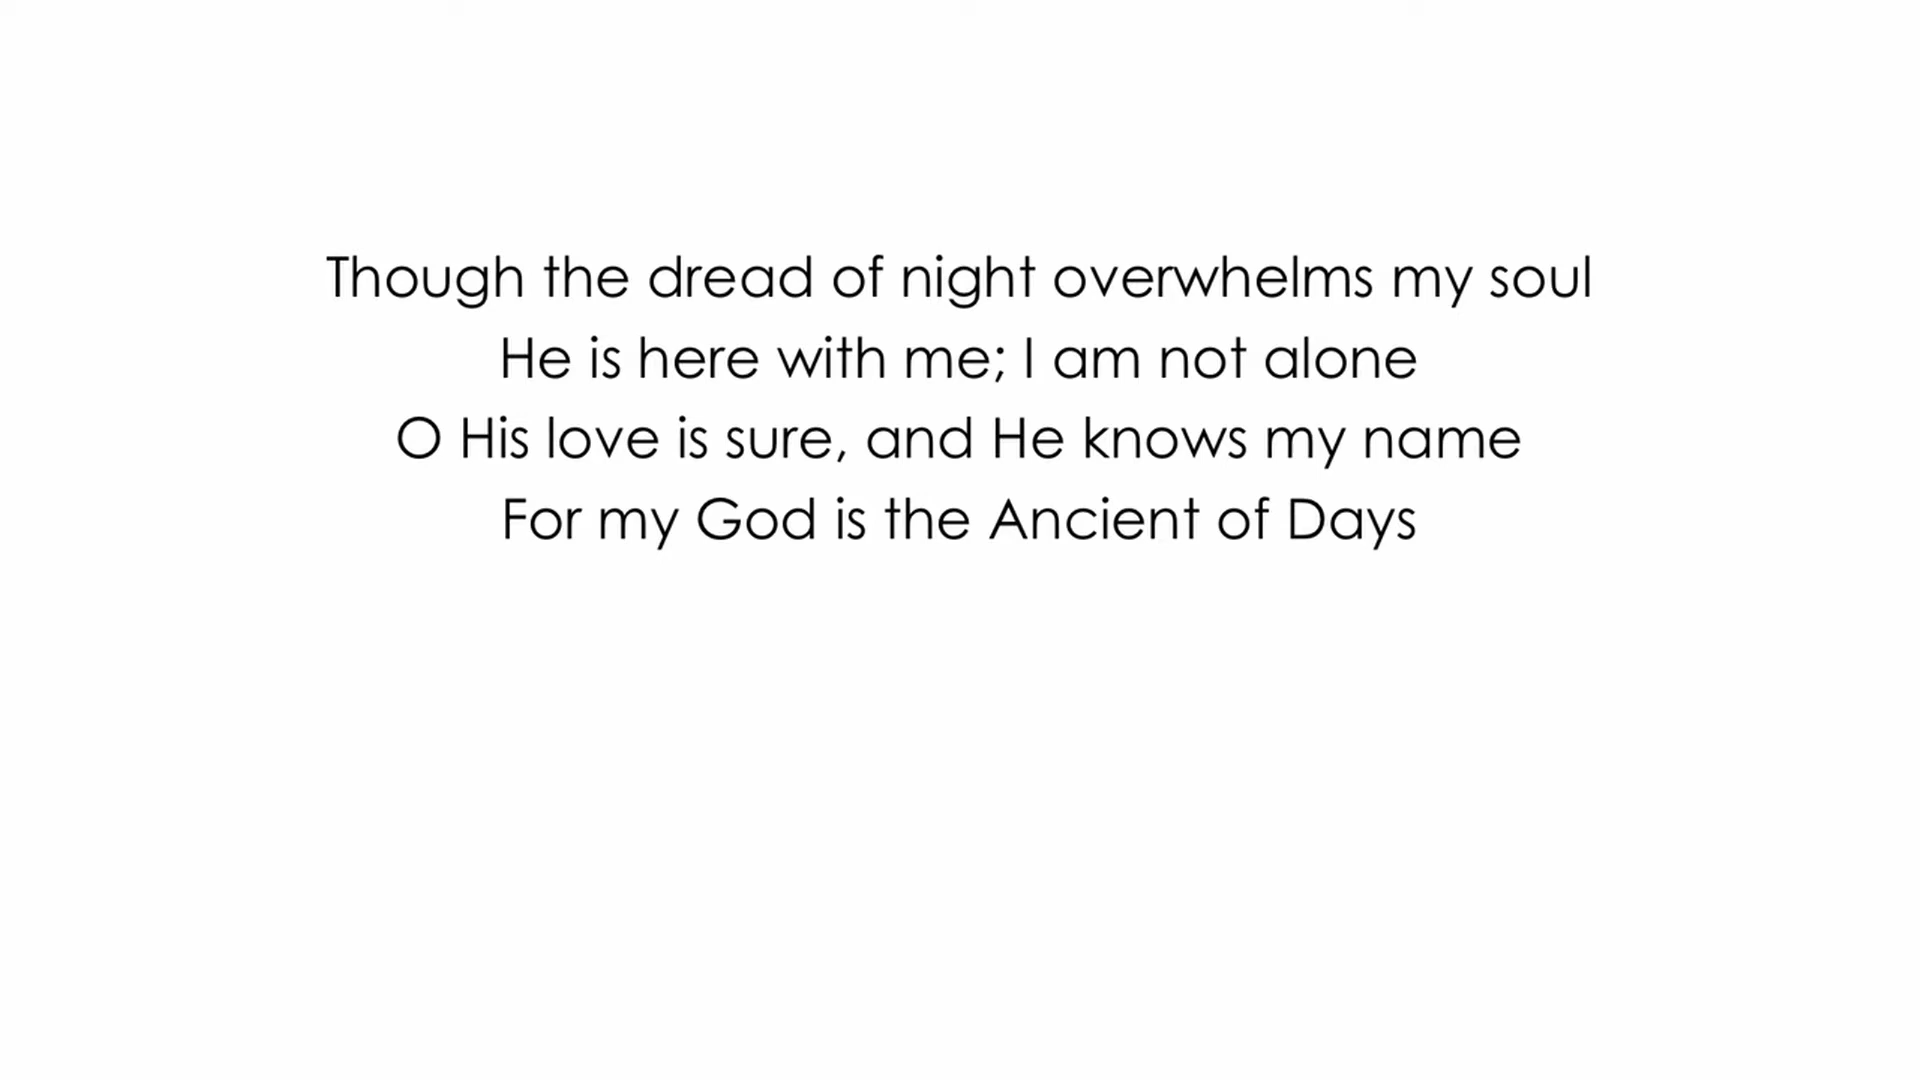 Though the dread of night overwhelms my soul
He is here with me; I am not alone
O His love is sure, and He knows my name
For my God is the Ancient of Days